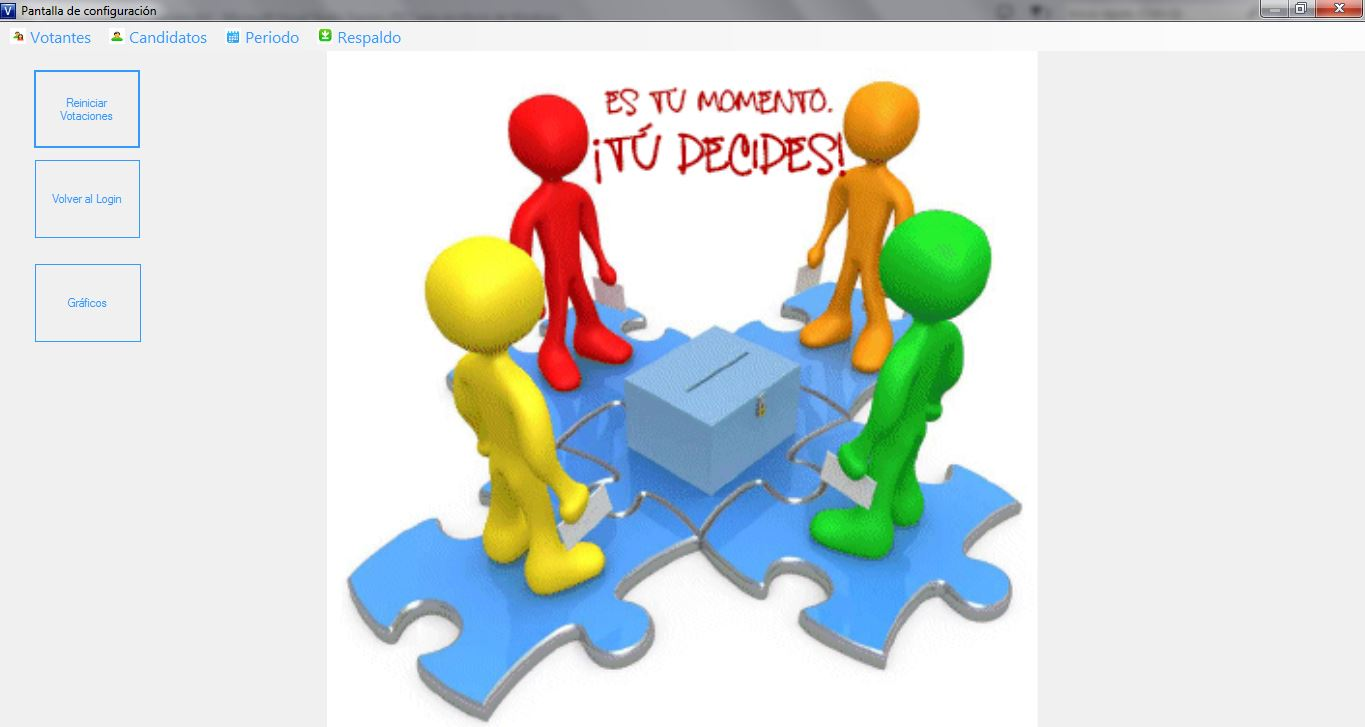 V
Pantalla de configuración
Votantes
Candidatos
Periodo
Respaldo
Reiniciar
Votaciones
Volver al Login
Gráficos
ES TU MOMENTO.
¡TÚ DECIDES!